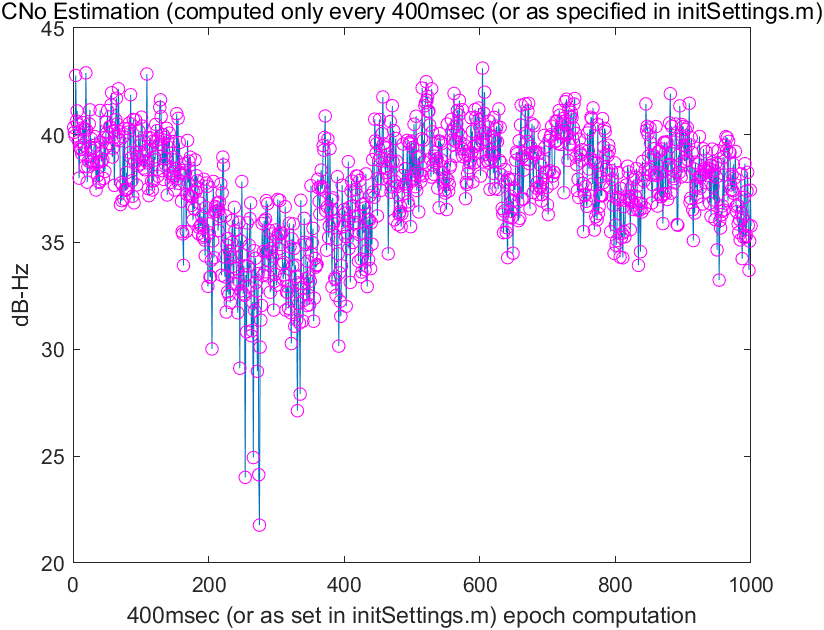 CNo Estimation (computed only every 400msec (or as specified in initSettings.m)
45
40
35
30
25
20
dB-Hz
0 200 400 600 800 1000
400msec (or as set in initSettings.m) epoch computation